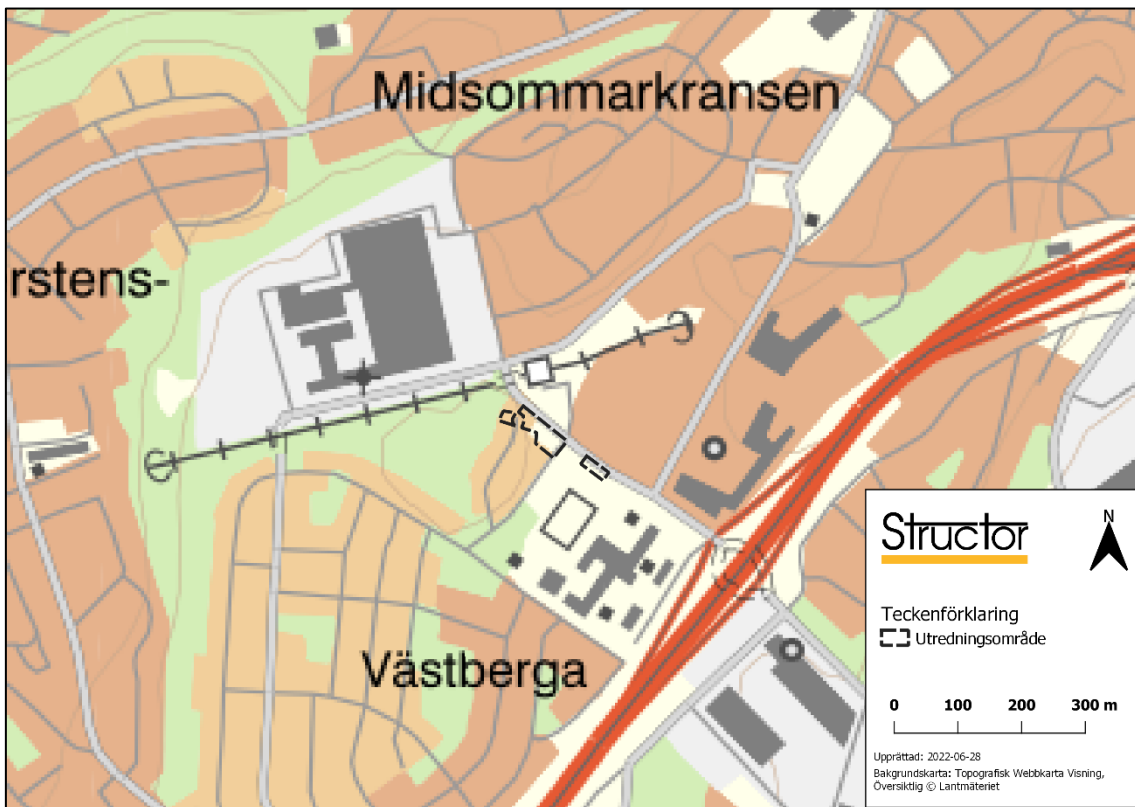 Midsommarkransen
rstens-
Västberga
Structor
N
Teckenförklaring
Utredningsområde
0 100 200 300 m
Upprättad: 2022-06-28
Bakgrundskarta: Topografisk Webbkarta Visning,
Översiktlig © Lantmäteriet